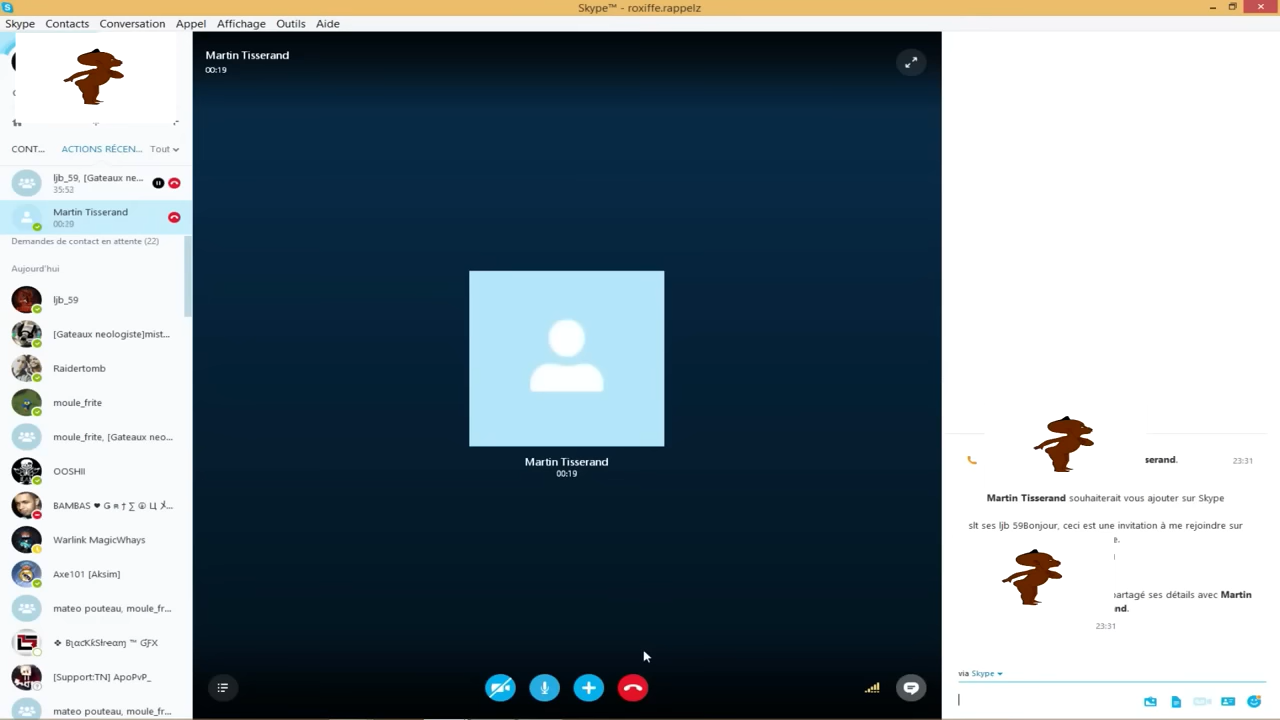 Skype™ - roxiffe.rappelz
Skype Contacts Conversation Appel Affichage Outils Aide
CONT... ACTIONS RÉCEN... Tout
ljb_59, [Gateaux ne...
35:53
Martin Tisserand
00:19
Demandes de contact en attente (22)
Aujourd'hui
ljb_59
[Gateaux neologiste]mist...
Raidertomb
moule_frite
moule_frite, [Gateaux neo...
OOSHII
BAMBAS ❤
Warlink MagicWhays
Axe101 [Aksim]
mateo pouteau, moule_fr...
[Support:TN] ApoPvP_
mateo pouteau, moule_fr...
Martin Tisserand
00:19
Martin Tisserand
00:19
serand. 23:31
Martin Tisserand souhaiterait vous ajouter sur Skype
slt ses ljb 59Bonjour, ceci est une invitation à me rejoindre sur
e.
partagé ses détails avec Martin
nd.
23:31
via Skype